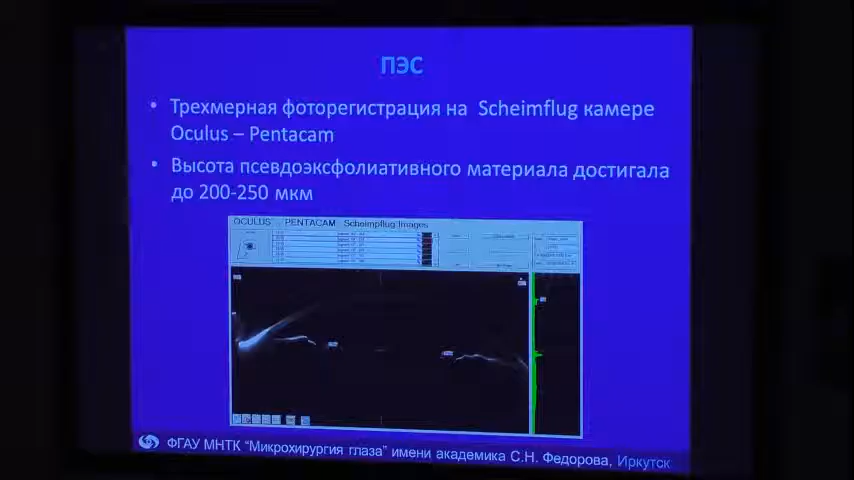 ПЭС
• Трехмерная фоторегистрация на Scheimflug камере
Oculus – Pentacam
• Высота псевдоэксфолиативного материала достигала
до 200-250 мкм
OCULUS - PENTACAM Scheimpflug Images
ФГАУ МНТК "Микрохирургия глаза" имени академика С.Н. Федорова, Иркутск